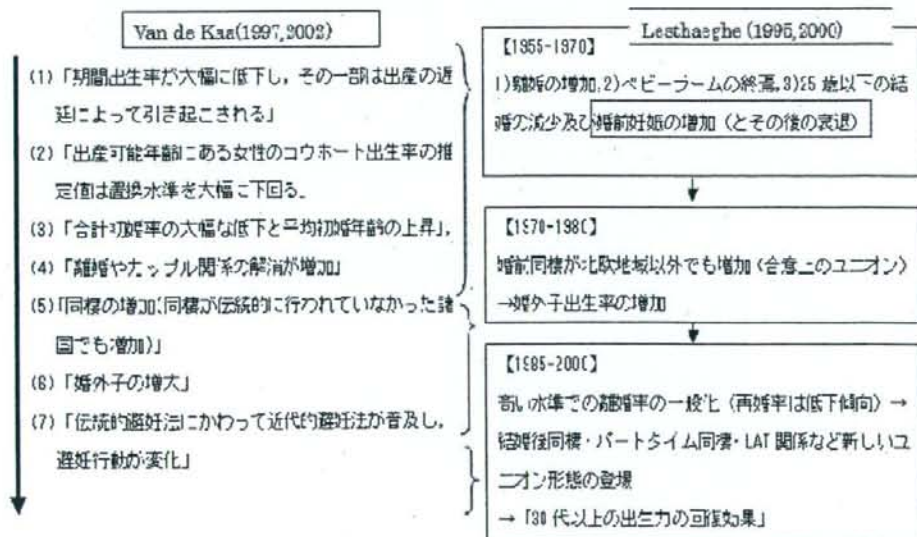 Van de Kaa(1997,2002)
(1)「期間出生率が大幅に低下し，その一部は出産の遅
延によって引き起こされる」
(2)「出産可能年齢にある女性のコウホート出生率の推
定値は置換水準を大幅に下回る。
(3)「合計初婚率の大幅な低下と平均初婚年齢の上昇」，
(4)「離婚やカップル関係の解消が増加」
(5)「同棲の増加(同棲が伝統的に行われていなかった諸
国でも増加)」
(6)「婚外子の増大」
(7)「伝統的避妊法にかわって近代的避妊法が普及し，
避妊行動が変化」
Lesthaeghe (1995,2000)
【1955-1970】
1)離婚の増加，2)ベビーブームの終焉，3)25歳以下の結
婚の減少及び婚前妊娠の増加（とその後の衰退）
【1970-1980】
婚前同棲が北欧地域以外でも増加（合意上のユニオン）
→婚外子出生率の増加
【1985-2000】
高い水準での離婚率の一般化（再婚率は低下傾向）→
結婚後同棲・パートタイム同棲・LAT 関係など新しいユ
ニオン形態の登場
→「30代以上の出生力の回復効果」